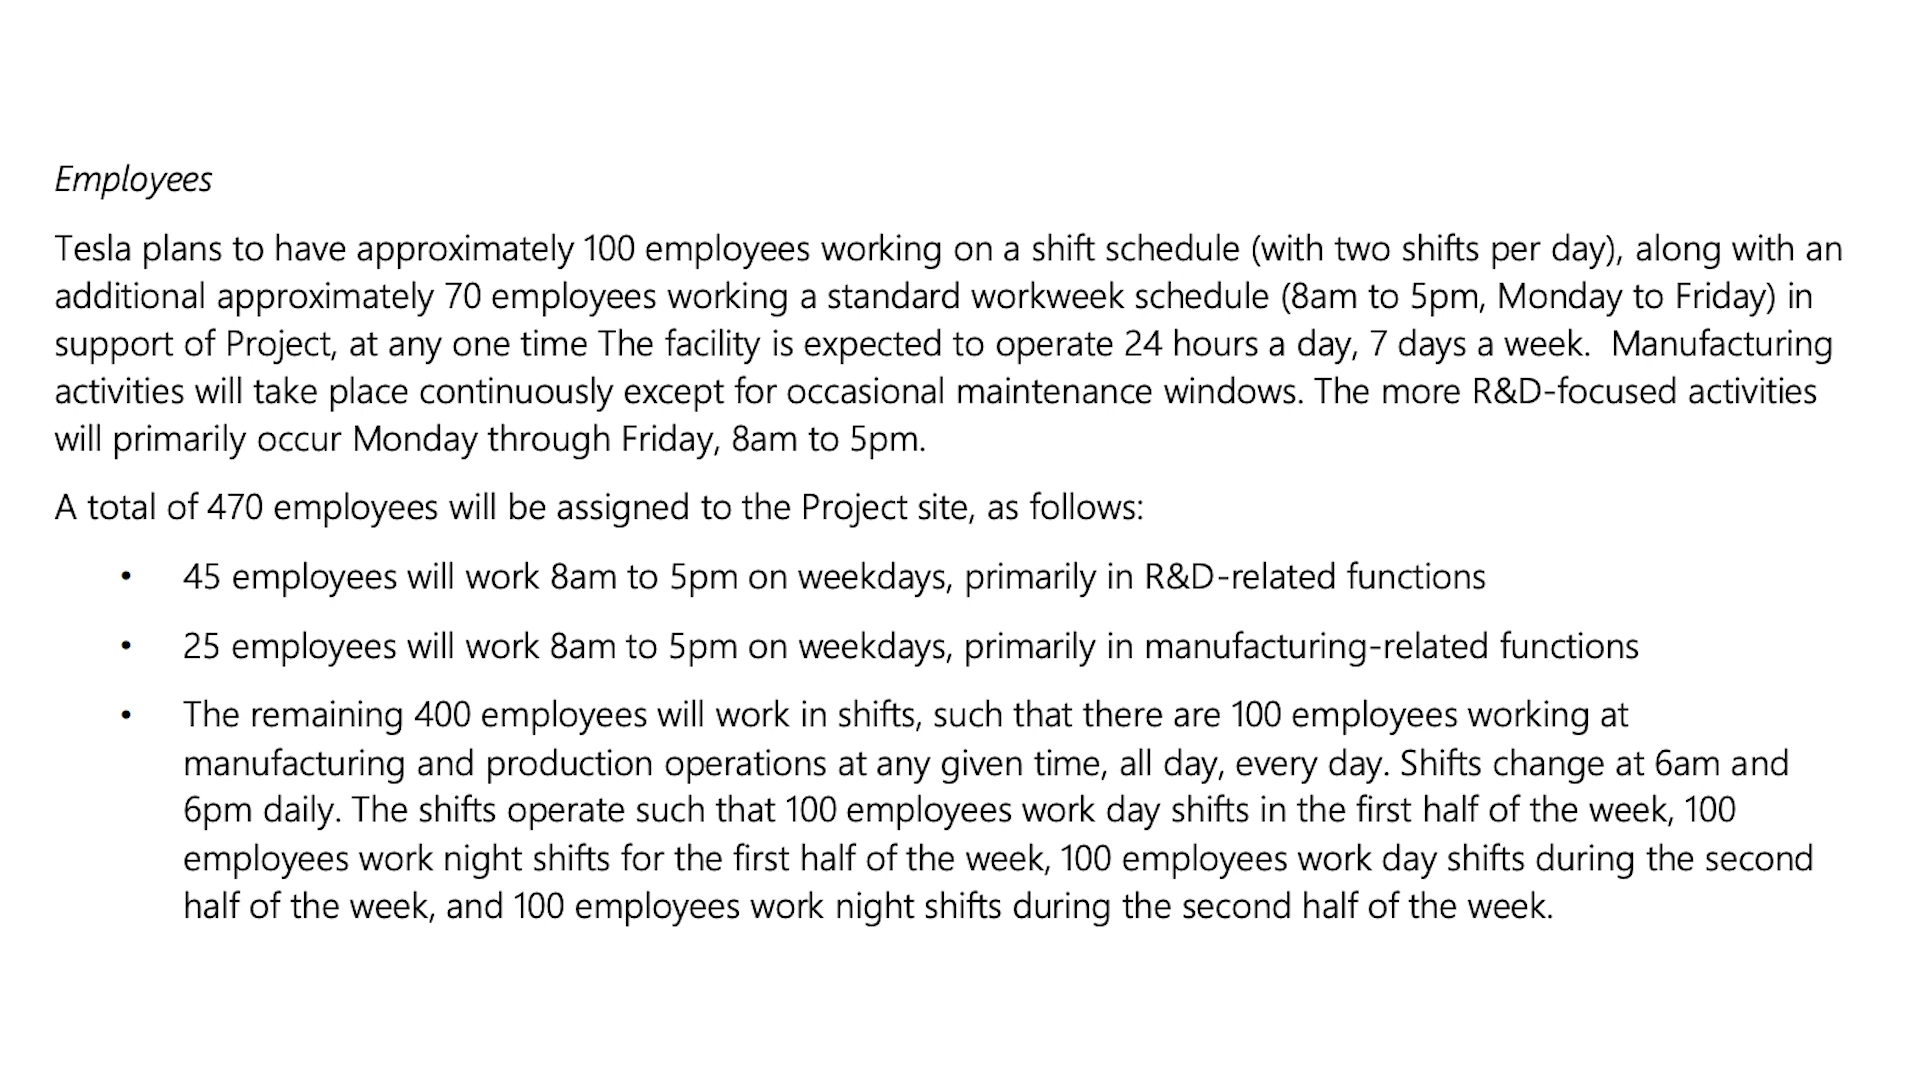 Employees
Tesla plans to have approximately 100 employees working on a shift schedule (with two shifts per day), along with an
additional approximately 70 employees working a standard workweek schedule (8am to 5pm, Monday to Friday) in
support of Project, at any one time The facility is expected to operate 24 hours a day, 7 days a week.  Manufacturing
activities will take place continuously except for occasional maintenance windows. The more R&D-focused activities
will primarily occur Monday through Friday, 8am to 5pm.
A total of 470 employees will be assigned to the Project site, as follows:
• 45 employees will work 8am to 5pm on weekdays, primarily in R&D-related functions
• 25 employees will work 8am to 5pm on weekdays, primarily in manufacturing-related functions
• The remaining 400 employees will work in shifts, such that there are 100 employees working at
manufacturing and production operations at any given time, all day, every day. Shifts change at 6am and
6pm daily. The shifts operate such that 100 employees work day shifts in the first half of the week, 100
employees work night shifts for the first half of the week, 100 employees work day shifts during the second
half of the week, and 100 employees work night shifts during the second half of the week.